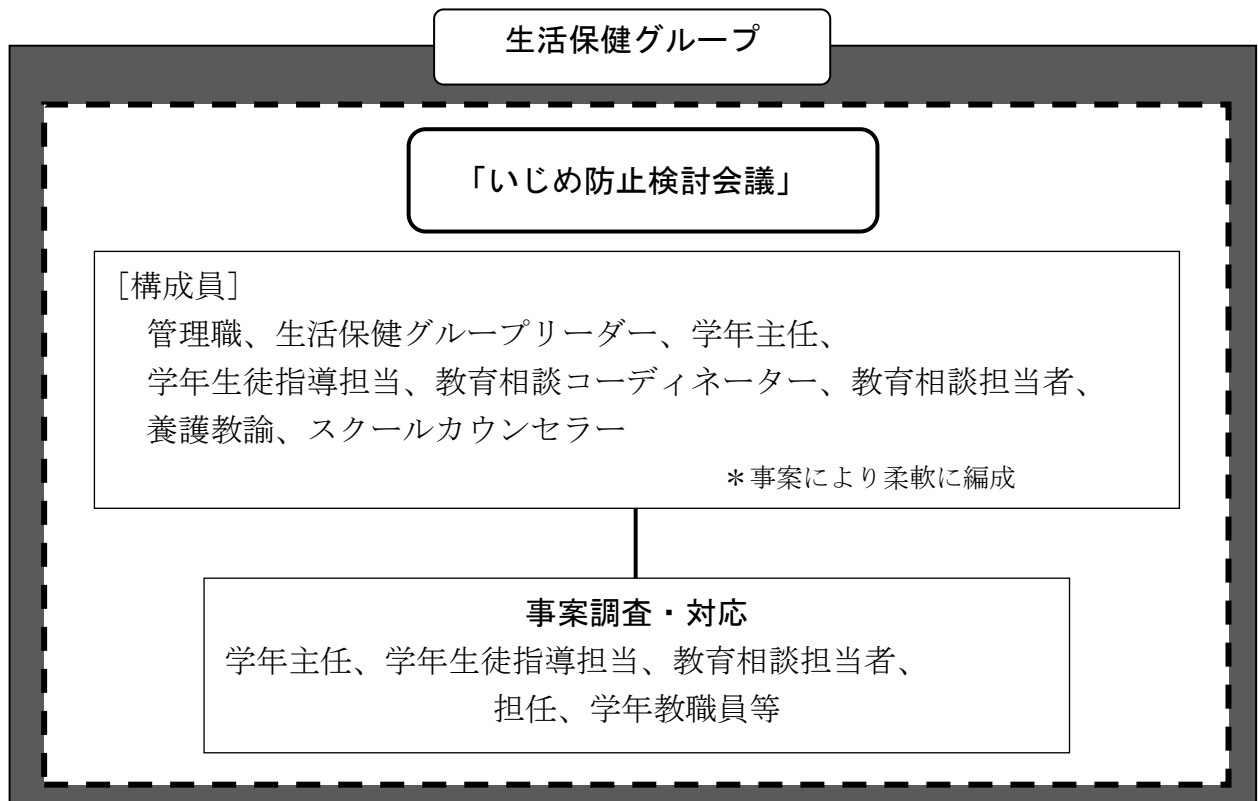 生活保健グループ
「いじめ防止検討会議」
［構成員］
管理職、生活保健グループリーダー、学年主任、
学年生徒指導担当、教育相談コーディネーター、教育相談担当者、
養護教諭、スクールカウンセラー
＊事案により柔軟に編成
事案調査・対応
学年主任、学年生徒指導担当、教育相談担当者、
担任、学年教職員等